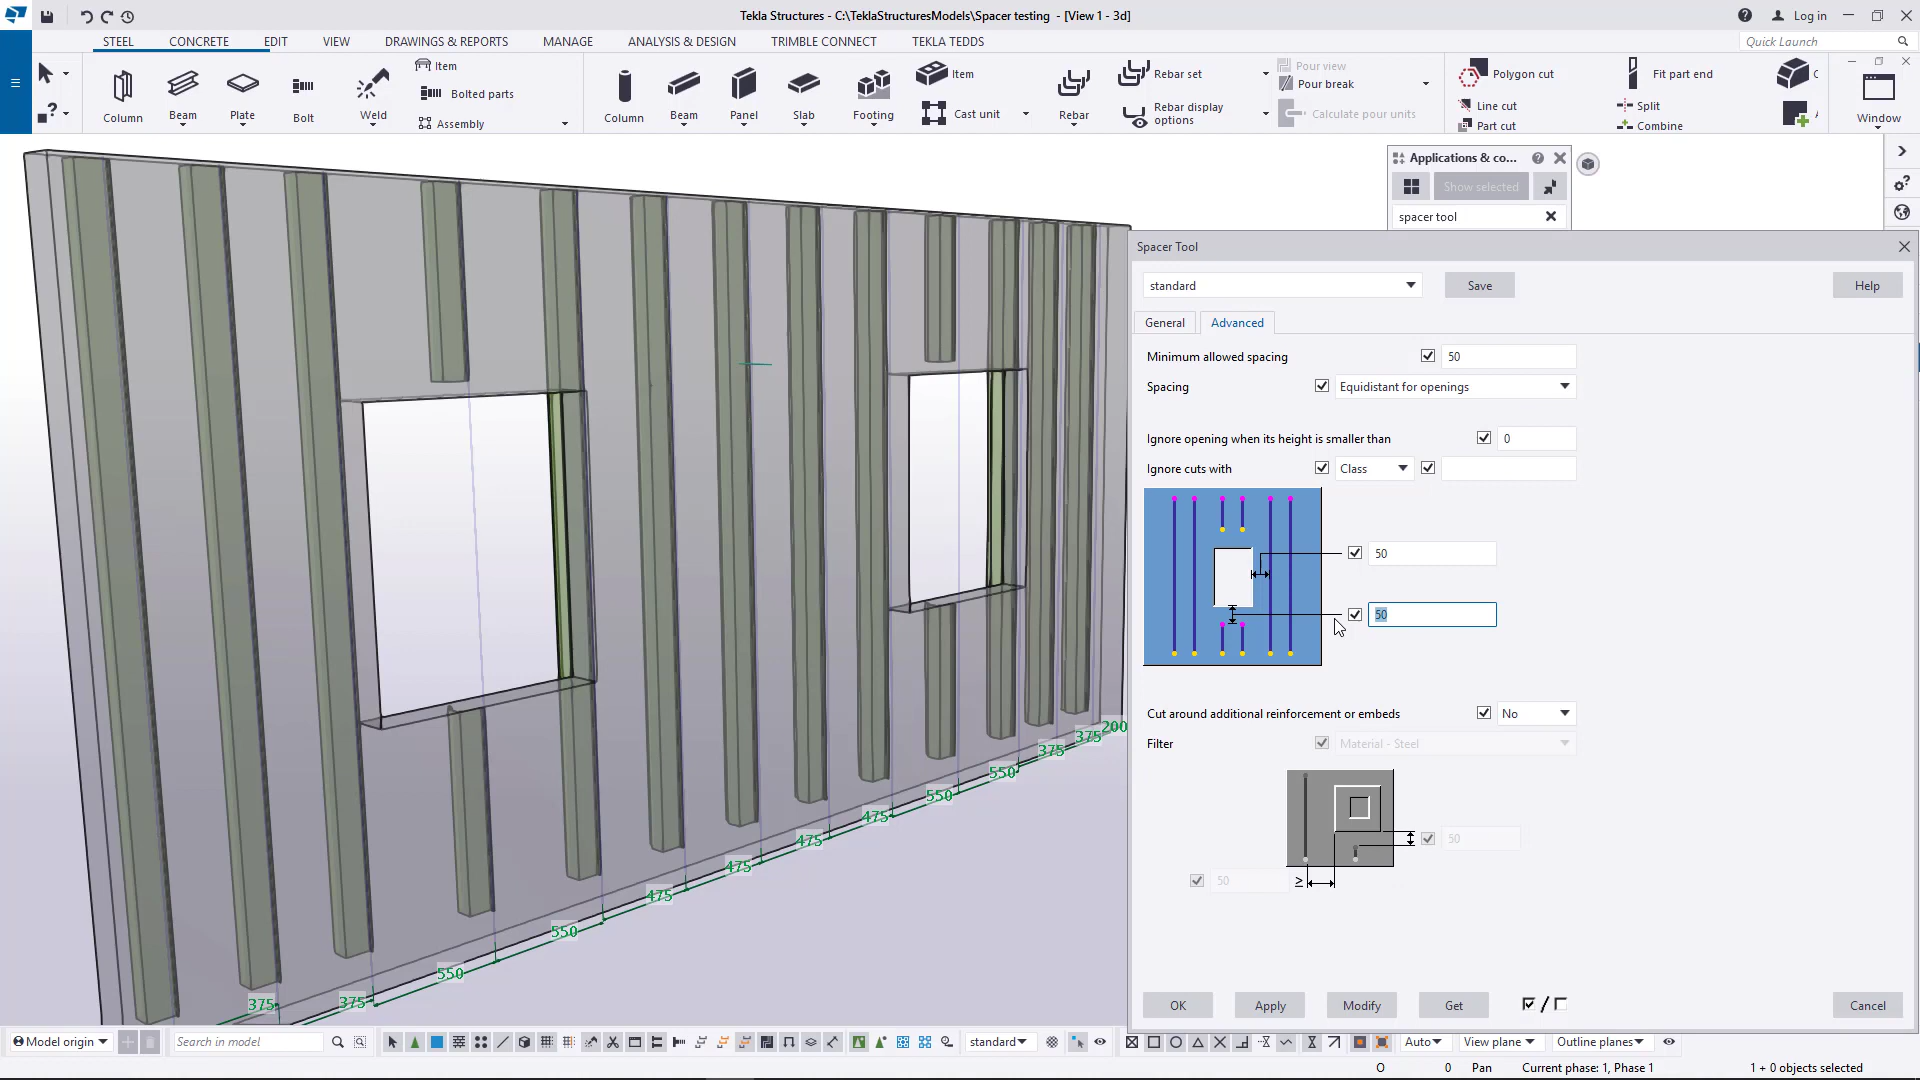 Tekla Structures - C:\TeklaStructuresModels\Spacer testing - [View 1 - 3d]
Log in
STEEL CONCRETE EDIT VIEW DRAWINGS & REPORTS MANAGE ANALYSIS & DESIGN TRIMBLE CONNECT TEKLA TEDDS
Quick Launch
Column Beam Plate Bolt Weld
Item
Bolted parts
Assembly
Column Beam Panel Slab Footing
Item
Cast unit
Rebar
Rebar set
Rebar display options
Pour view
Pour break
Calculate pour units
Polygon cut
Line cut
Part cut
Fit part end
Split
Combine
Window
Applications & co...
Show selected
spacer tool
Spacer Tool
standard
Save
Help
General
Advanced
Minimum allowed spacing
50
Spacing
Equidistant for openings
Ignore opening when its height is smaller than
0
Ignore cuts with
Class
50
50
Cut around additional reinforcement or embeds
No
Filter
Material - Steel
50
50 ≥
OK
Apply
Modify
Get
/
Cancel
375
375
550
550
475
475
475
475
550
550
375
375
200
Model origin
Search in model
standard
Auto
View plane
Outline planes
O
0
Pan
Current phase: 1, Phase 1
1 + 0 objects selected